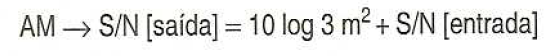 AM → S/N [saída] = 10 log 3 m² + S/N [entrada]